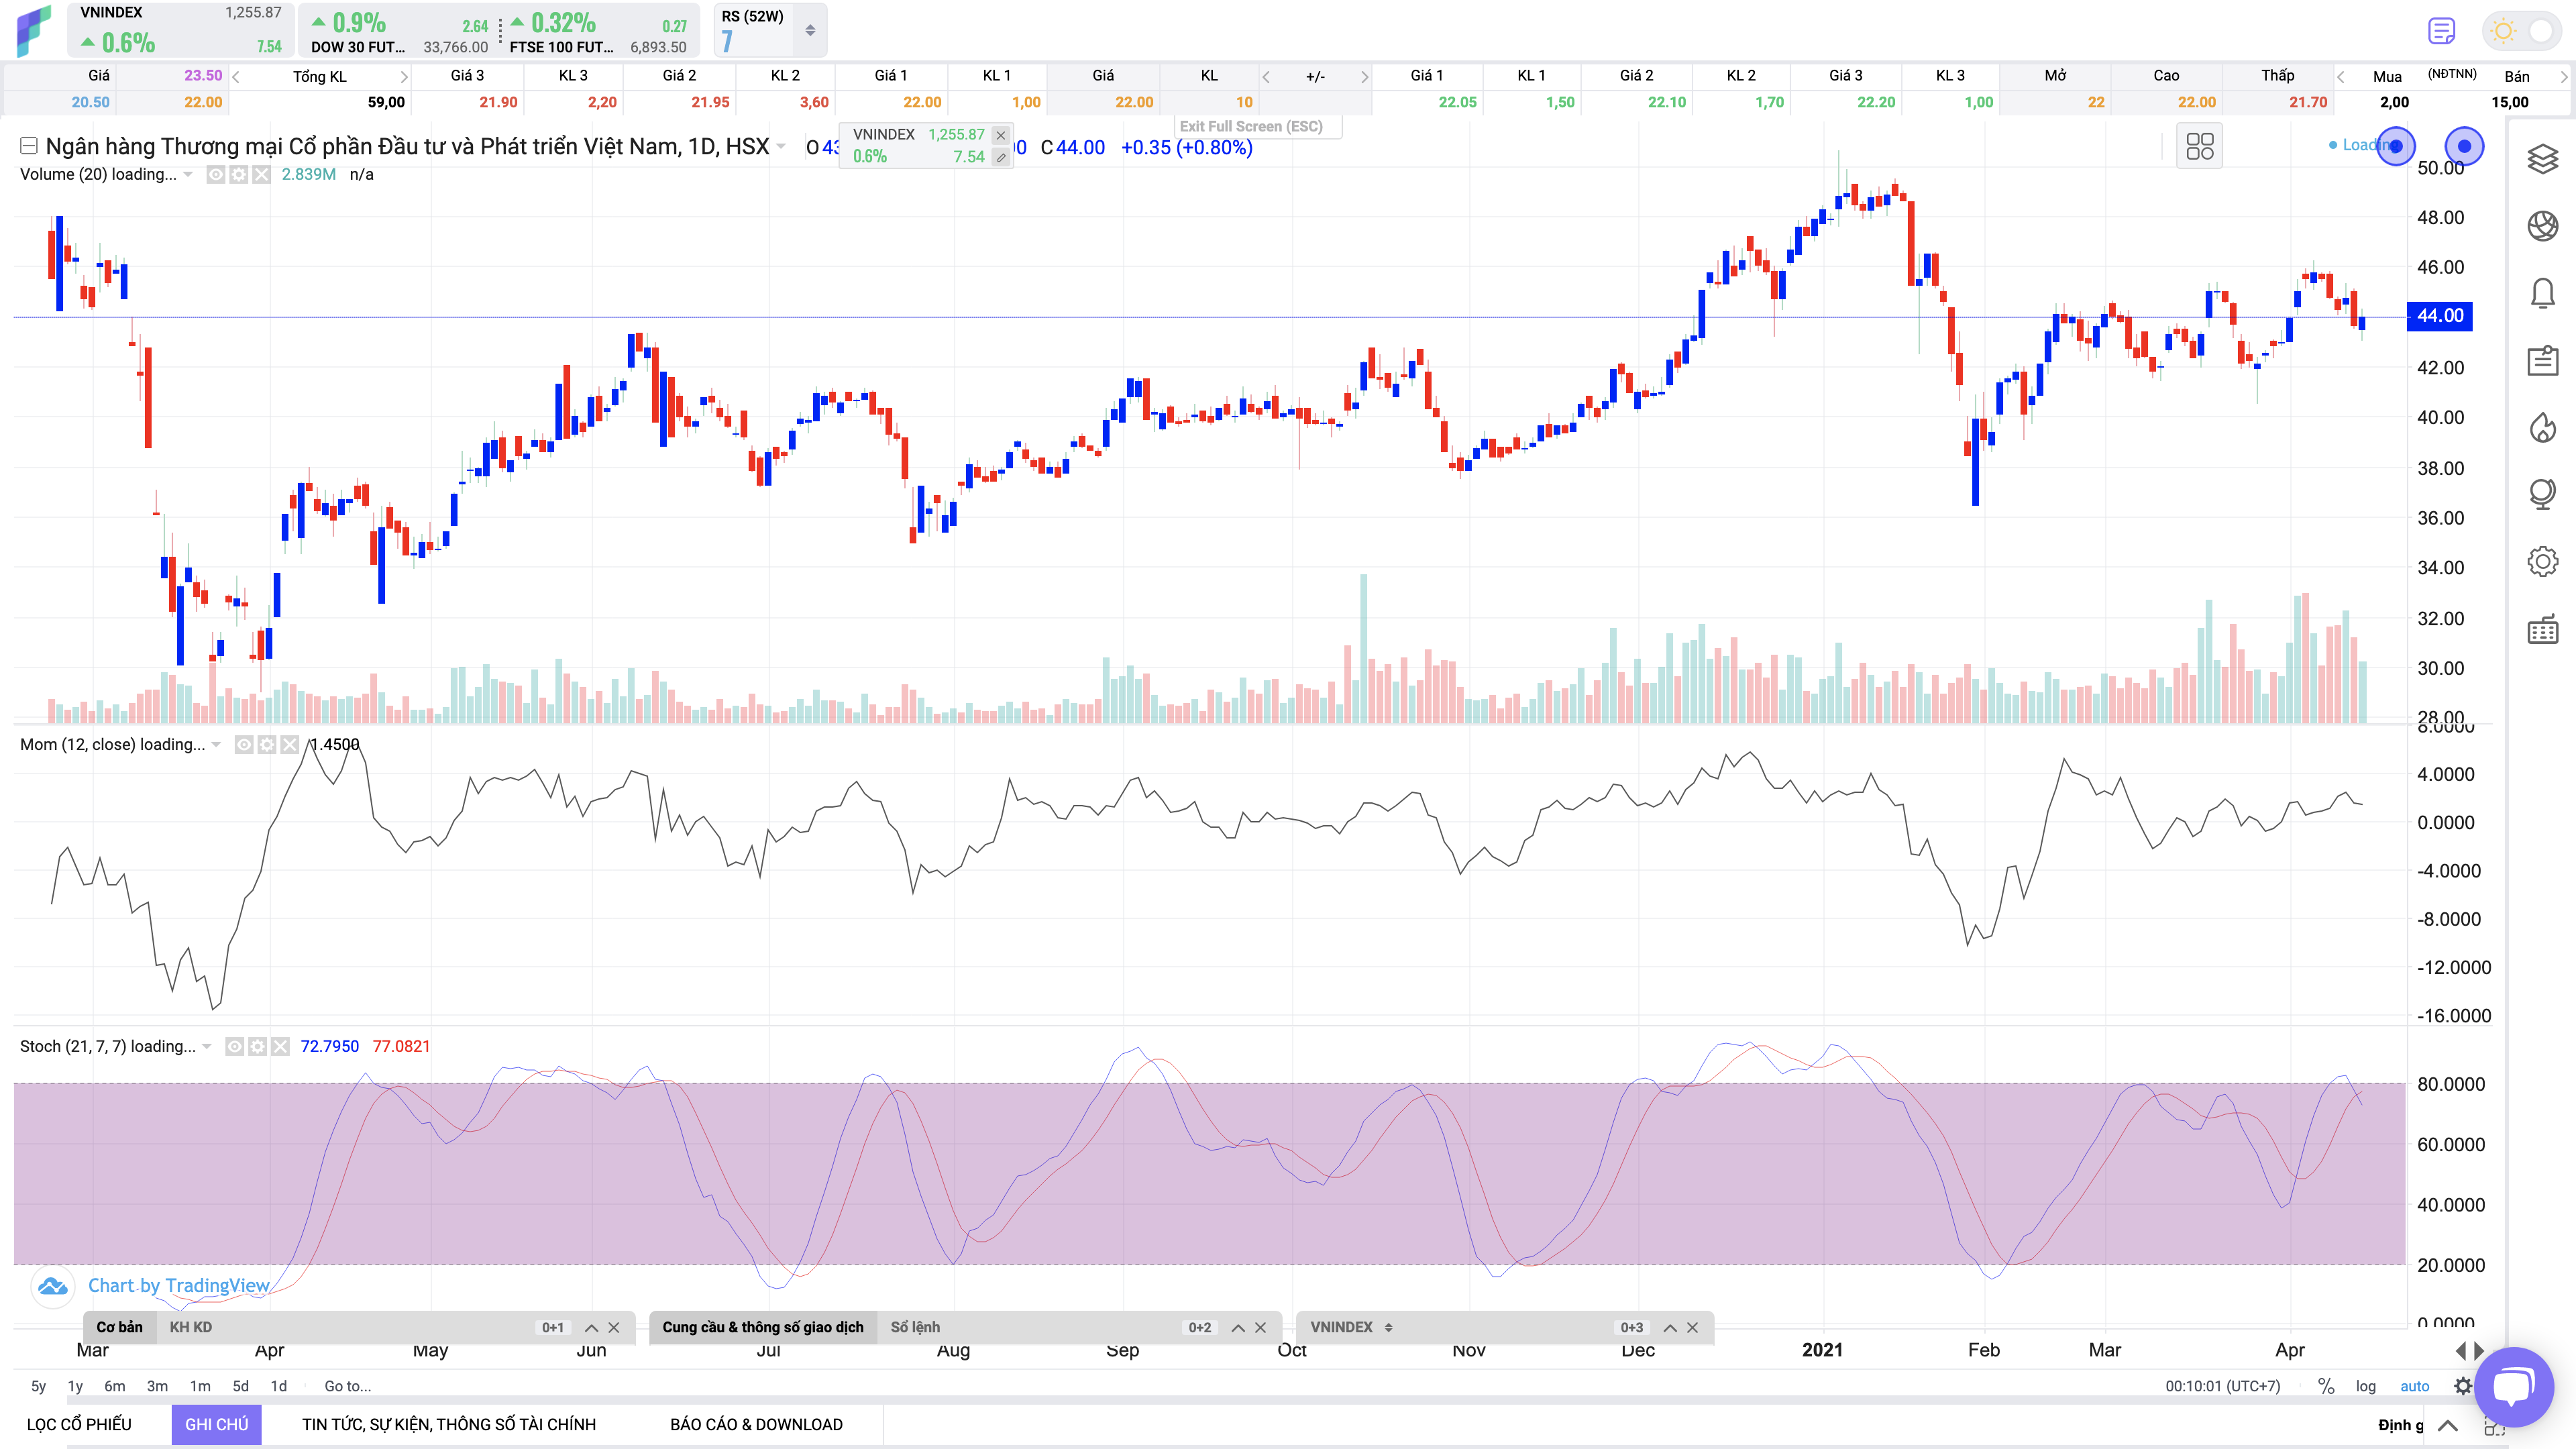 VNINDEX 1,255.87
0.6% 7.54
0.9% 2.64
DOW 30 FUT... 33,766.00
0.32% 0.27
FTSE 100 FUT... 6,893.50
RS (52W)
7
Giá 23.50 Tổng KL Giá 3 KL 3 Giá 2 KL 2 Giá 1 KL 1 Giá KL +/- Giá 1 KL 1 Giá 2 KL 2 Giá 3 KL 3 Mở Cao Thấp Mua (NĐTNN) Bán
20.50 22.00 59,00 21.90 2,20 21.95 3,60 22.00 1,00 22.00 10 22.05 1,50 22.10 1,70 22.20 1,00 22 22.00 21.70 2,00 15,00
Exit Full Screen (ESC)
Ngân hàng Thương mại Cổ phần Đầu tư và Phát triển Việt Nam, 1D, HSX O C44.00 +0.35 (+0.80%)
VNINDEX 1,255.87
0.6% 7.54
Volume (20) loading... 2.839M n/a
50.00
48.00
46.00
44.00
42.00
40.00
38.00
36.00
34.00
32.00
30.00
28.00
Mom (12, close) loading... 1.4500
8.0000
4.0000
0.0000
-4.0000
-8.0000
-12.0000
-16.0000
Stoch (21, 7, 7) loading... 72.7950 77.0821
80.0000
60.0000
40.0000
20.0000
0.0000
Chart by TradingView
Cơ bản KH KD 0+1
Cung cầu & thông số giao dịch Sổ lệnh 0+2
VNINDEX 0+3
Mar Apr May Jun Jul Aug Sep Oct Nov Dec 2021 Feb Mar Apr
5y 1y 6m 3m 1m 5d 1d Go to... 00:10:01 (UTC+7) % log auto
LỌC CỔ PHIẾU GHI CHÚ TIN TỨC, SỰ KIỆN, THÔNG SỐ TÀI CHÍNH BÁO CÁO & DOWNLOAD Định g